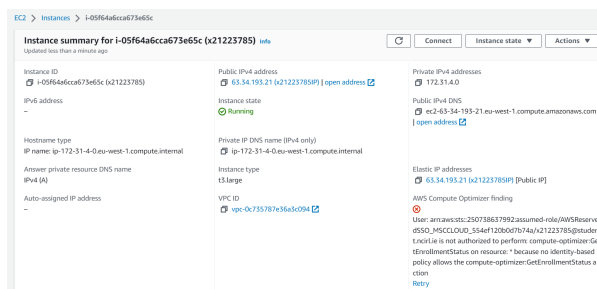 EC2 > Instances > i-05f64a6cca673e65c
Instance summary for i-05f64a6cca673e65c (x21223785) Info
Connect
Instance state
Actions
Updated less than a minute ago
Instance ID
i-05f64a6cca673e65c (x21223785)
Public IPv4 address
63.34.193.21 (x21223785IP) | open address
Private IPv4 addresses
172.31.4.0
IPv6 address
–
Instance state
Running
Public IPv4 DNS
ec2-63-34-193-21.eu-west-1.compute.amazonaws.com
| open address
Hostname type
IP name: ip-172-31-4-0.eu-west-1.compute.internal
Private IP DNS name (IPv4 only)
ip-172-31-4-0.eu-west-1.compute.internal
Answer private resource DNS name
IPv4 (A)
Instance type
t3.large
Elastic IP addresses
63.34.193.21 (x21223785IP) [Public IP]
Auto-assigned IP address
–
VPC ID
vpc-0c735787e36a3c094
AWS Compute Optimizer finding
User: arn:aws:sts::250738637992:assumed-role/AWSReserve
dSSO_MSCCLOUD_554ef120b0d7b74a/x21223785@studen
t.ncirl.ie is not authorized to perform: compute-optimizer:Ge
tEnrollmentStatus on resource: * because no identity-based
policy allows the compute-optimizer:GetEnrollmentStatus a
ction
Retry